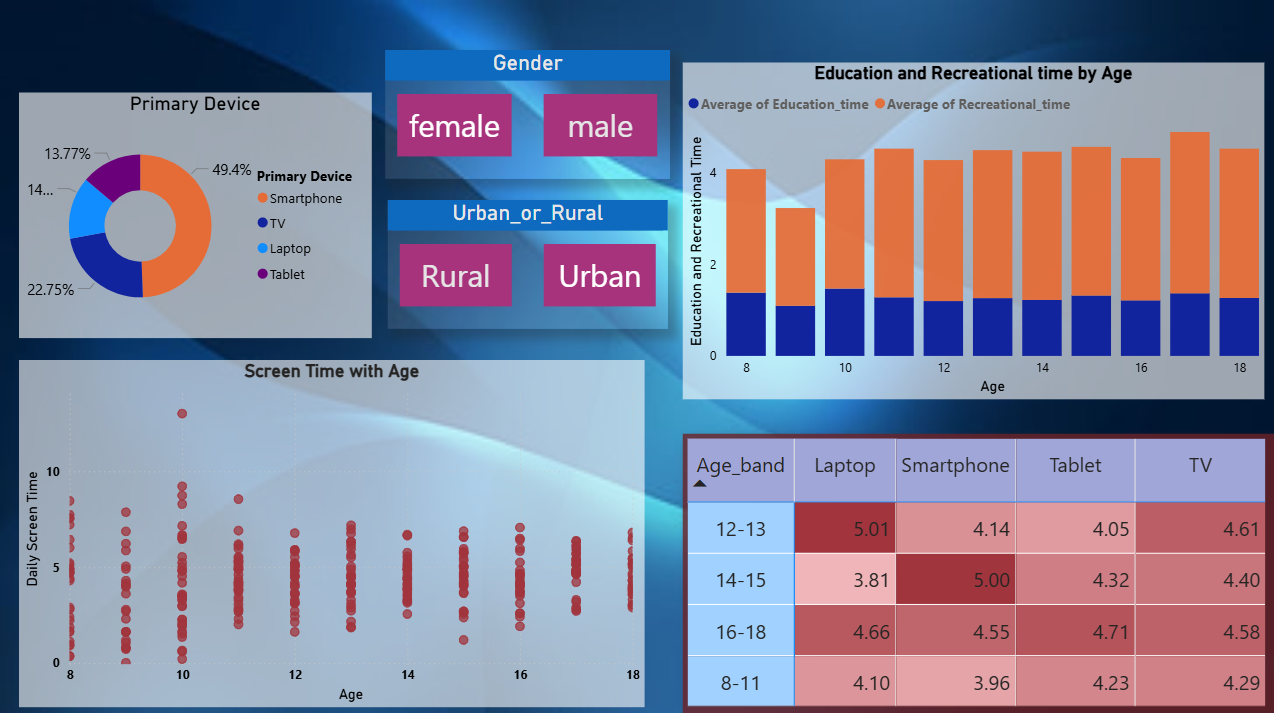 Primary Device
13.77%
49.4%
14...
22.75%
Primary Device
Smartphone
TV
Laptop
Tablet
Gender
female male
Urban_or_Rural
Rural Urban
Education and Recreational time by Age
Average of Education_time Average of Recreational_time
Education and Recreational Time
4
2
0
8 10 12 14 16 18
Age
Screen Time with Age
Daily Screen Time
10
5
0
8 10 12 14 16 18
Age
Age_band Laptop Smartphone Tablet TV
12-13 5.01 4.14 4.05 4.61
14-15 3.81 5.00 4.32 4.40
16-18 4.66 4.55 4.71 4.58
8-11 4.10 3.96 4.23 4.29